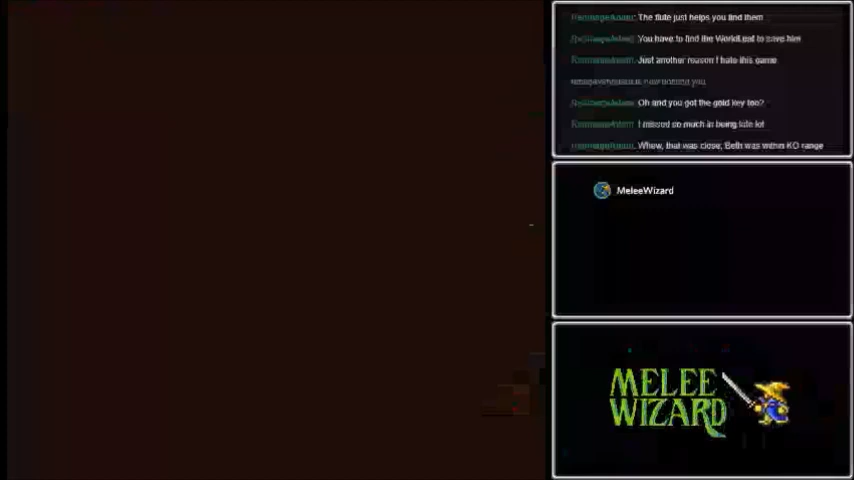 The flute just helps you find them
You have to find the WorldLeaf to save him
Just another reason I hate this game
Oh and you got the gold key too?
I missed so much in being late lol
Whew, that was close, Beth was within KO range
MeleeWizard
MELEE
WIZARD